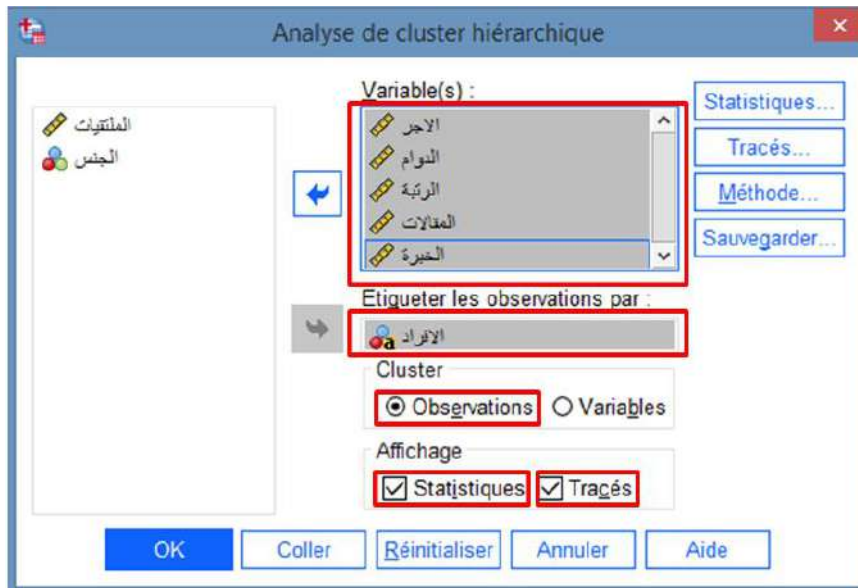 Analyse de cluster hiérarchique
الملتقيات
الجنس
Variable(s) :
الاجر
الدوام
الرتبة
المقالات
الخبرة
Statistiques...
Tracés...
Méthode...
Sauvegarder...
Etiqueter les observations par :
الافراد
Cluster
Observations
Variables
Affichage
Statistiques
Tracés
OK
Coller
Réinitialiser
Annuler
Aide